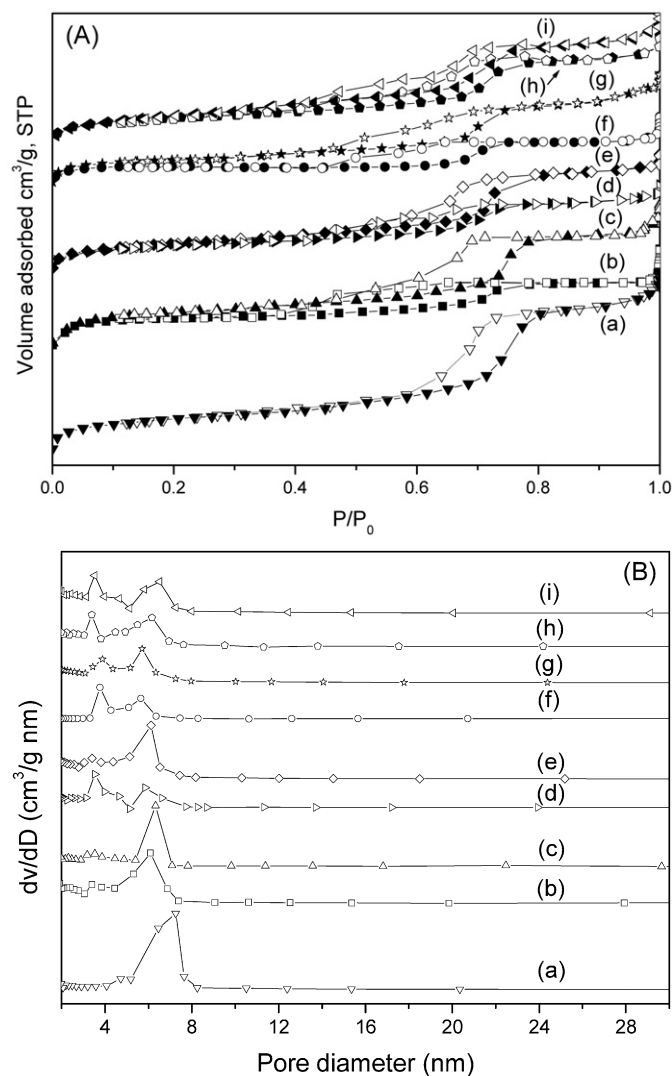 (A)
(i)
(h)
(g)
(f)
(e)
(d)
(c)
(b)
(a)
Volume adsorbed cm³/g, STP
0.0 0.2 0.4 0.6 0.8 1.0
P/P₀
(B)
(i)
(h)
(g)
(f)
(e)
(d)
(c)
(b)
(a)
dv/dD (cm³/g nm)
4 8 12 16 20 24 28
Pore diameter (nm)